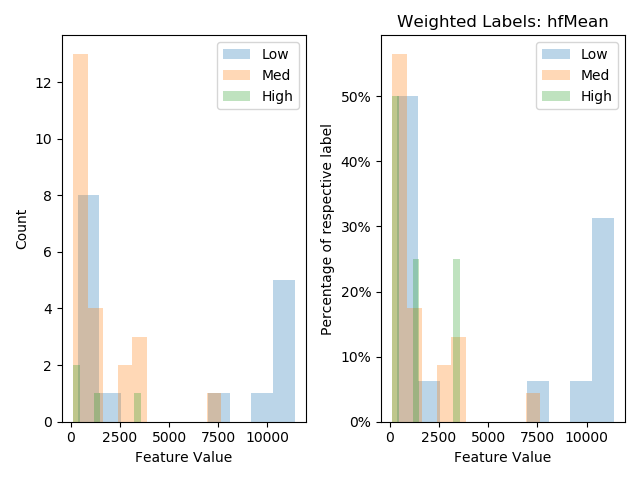 Weighted Labels: hfMean
Low
Med
High
Count
0
2
4
6
8
10
12
0 2500 5000 7500 10000
Feature Value
Low
Med
High
Percentage of respective label
0%
10%
20%
30%
40%
50%
0 2500 5000 7500 10000
Feature Value